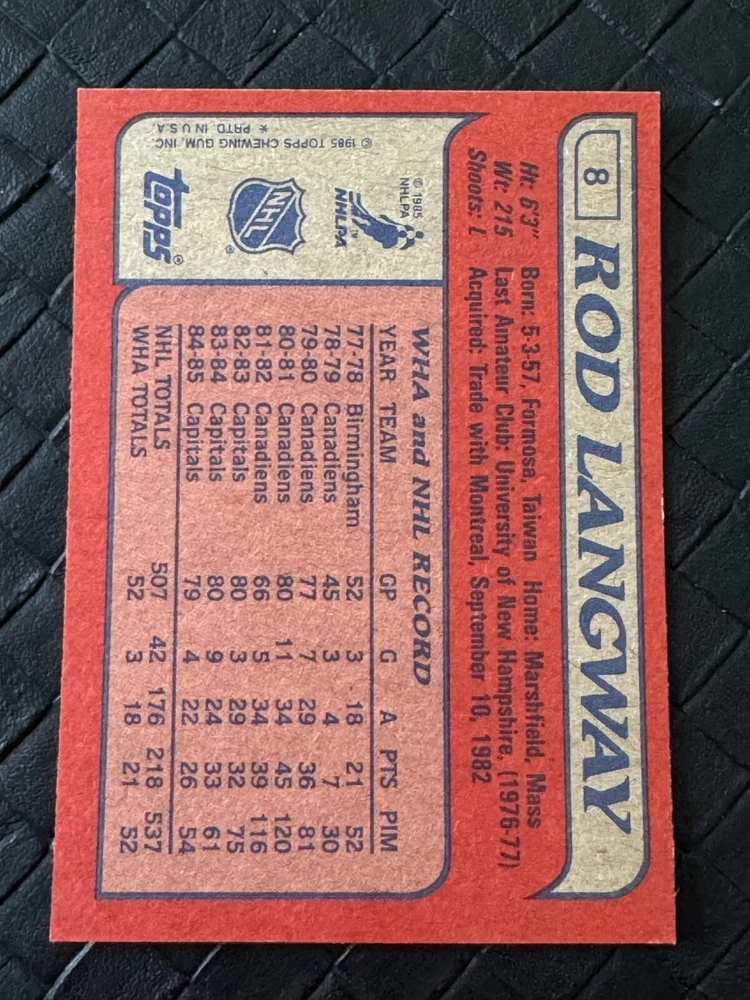 8 ROD LANGWAY
Ht: 6'3" Born: 5-3-57, Formosa, Taiwan Home: Marshfield, Mass
Wt: 215 Last Amateur Club: University of New Hampshire, (1976-77)
Shoots: L Acquired: Trade with Montreal, September 10, 1982
© 1985
NHLPA
NHLPA
TM
NHL
®
topps®
© 1985 TOPPS CHEWING GUM, INC.
* PRTD. IN U.S.A.
WHA and NHL RECORD
YEAR TEAM GP G A PTS PIM
77-78 Birmingham 52 3 18 21 52
78-79 Canadiens 45 3 4 7 30
79-80 Canadiens 77 7 29 36 81
80-81 Canadiens 80 11 34 45 120
81-82 Canadiens 66 5 34 39 116
82-83 Capitals 80 3 29 32 75
83-84 Capitals 80 9 24 33 61
84-85 Capitals 79 4 22 26 54
NHL TOTALS 507 42 176 218 537
WHA TOTALS 52 3 18 21 52